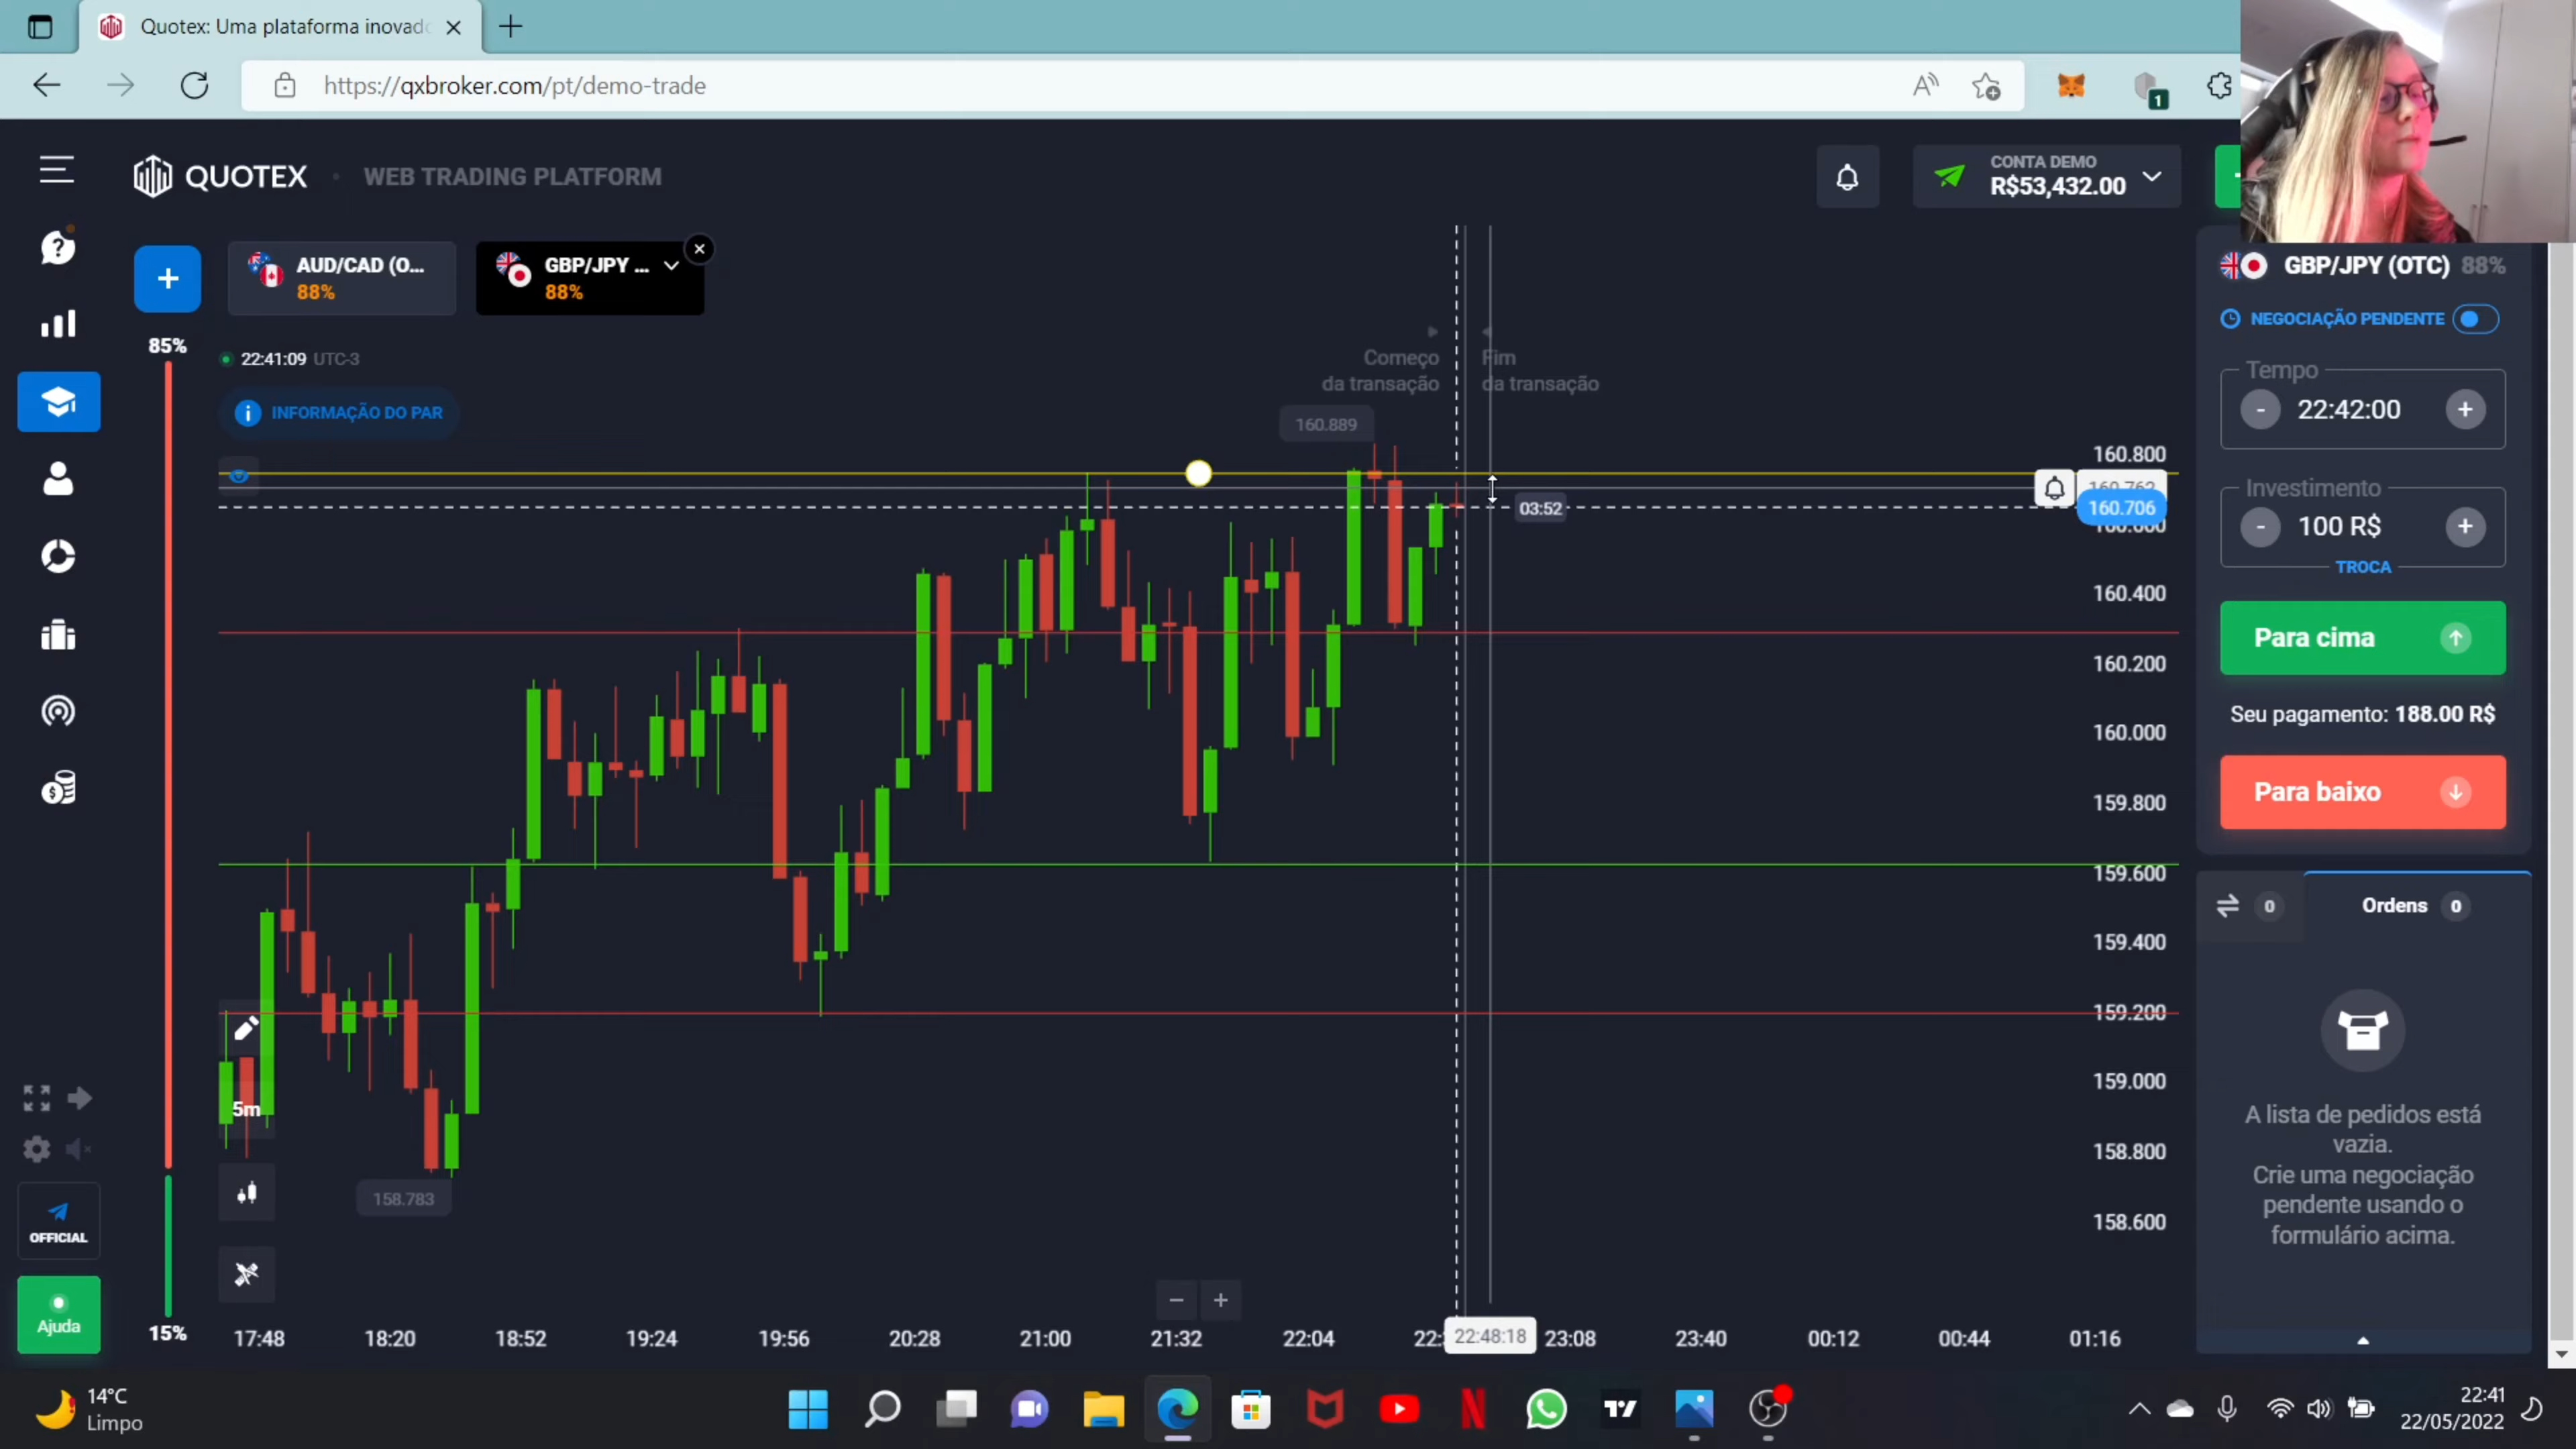 Quotex: Uma plataforma inovad
https://qxbroker.com/pt/demo-trade
1
QUOTEX
WEB TRADING PLATFORM
CONTA DEMO
R$53,432.00
AUD/CAD (O...
88%
GBP/JPY ...
88%
GBP/JPY (OTC) 88%
85%
22:41:09 UTC-3
INFORMAÇÃO DO PAR
Começo
da transação
Fim
da transação
160.889
03:52
158.783
5m
160.800
160.762
160.706
160.600
160.400
160.200
160.000
159.800
159.600
159.400
159.200
159.000
158.800
158.600
NEGOCIAÇÃO PENDENTE
Tempo
- 22:42:00 +
Investimento
- 100 R$ +
TROCA
Para cima
Seu pagamento: 188.00 R$
Para baixo
0
Ordens 0
A lista de pedidos está
vazia.
Crie uma negociação
pendente usando o
formulário acima.
OFFICIAL
Ajuda
15%
17:48 18:20 18:52 19:24 19:56 20:28 21:00 21:32 22:04 22:48:18 23:08 23:40 00:12 00:44 01:16
14°C
Limpo
22:41
22/05/2022